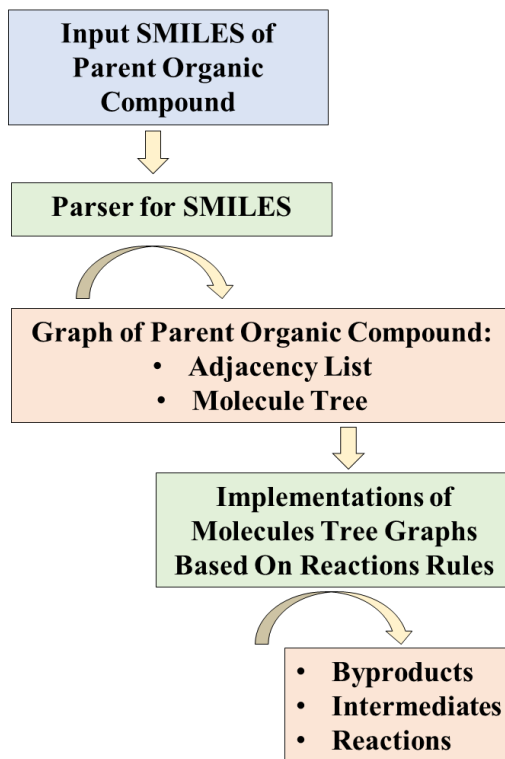 Input SMILES of
Parent Organic
Compound
Parser for SMILES
Graph of Parent Organic Compound:
• Adjacency List
• Molecule Tree
Implementations of
Molecules Tree Graphs
Based On Reactions Rules
• Byproducts
• Intermediates
• Reactions